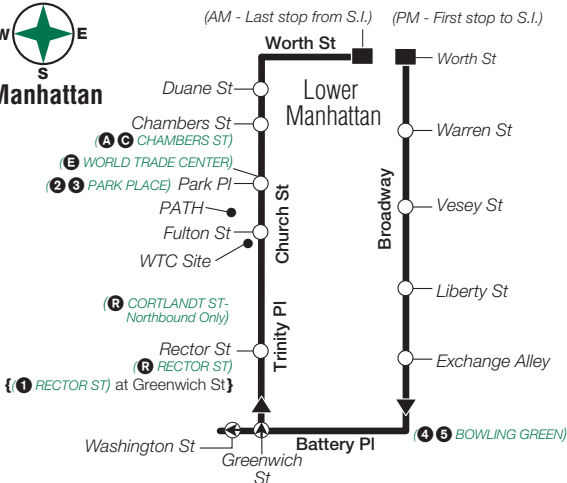 W
E
S
Manhattan
(AM - Last stop from S.I.)
(PM - First stop to S.I.)
Worth St
Worth St
Duane St
Lower
Manhattan
Chambers St
(A C CHAMBERS ST)
Warren St
(E WORLD TRADE CENTER)
(2 3 PARK PLACE) Park Pl
PATH
Vesey St
Fulton St
WTC Site
Church St
Broadway
(R CORTLANDT ST-
Northbound Only)
Liberty St
Trinity Pl
Rector St
(R RECTOR ST)
Exchange Alley
{(1 RECTOR ST) at Greenwich St}
Washington St
Greenwich
St
Battery Pl
(4 5 BOWLING GREEN)